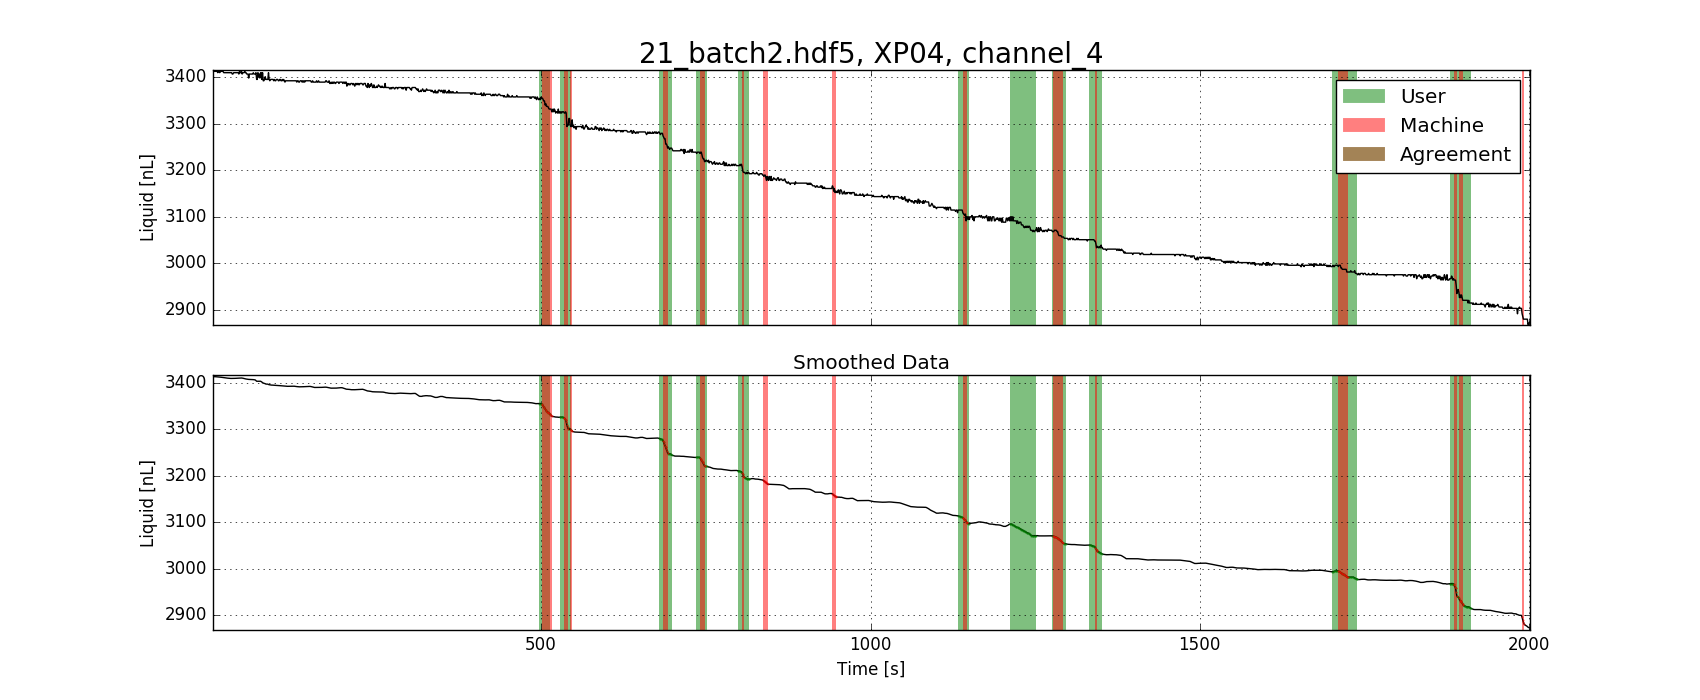 21_batch2.hdf5, XP04, channel_4
3400
3300
3200
3100
3000
2900
Liquid [nL]
User
Machine
Agreement
Smoothed Data
3400
3300
3200
3100
3000
2900
Liquid [nL]
500
1000
1500
2000
Time [s]